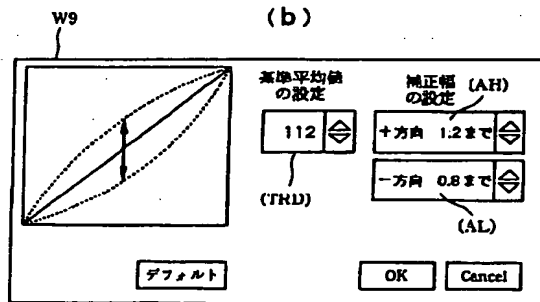 W9
(b)
基準平均値
の設定
112
(TRD)
補正幅
の設定
(AH)
+方向 1.2まで
-方向 0.8まで
(AL)
デフォルト
OK
Cancel